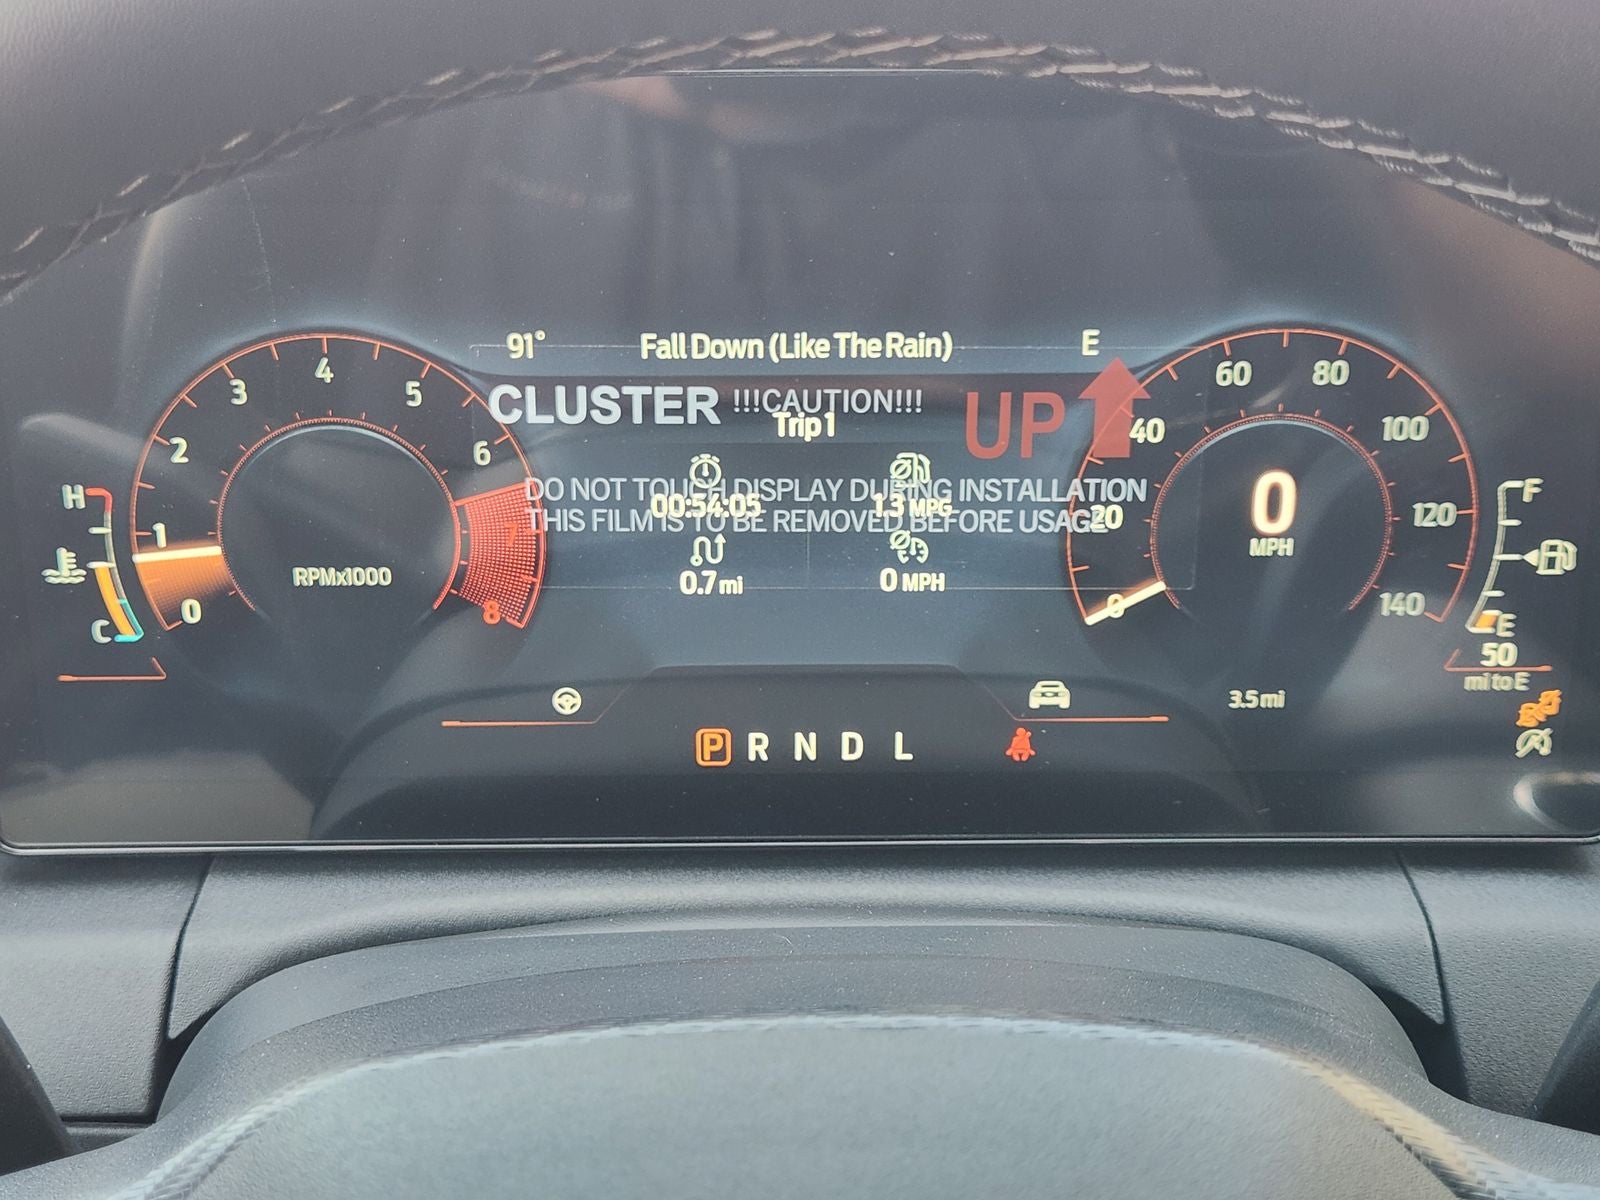 91° Fall Down (Like The Rain) E
CLUSTER !!!CAUTION!!! UP
Trip 1
DO NOT TOUCH DISPLAY DURING INSTALLATION
00:54:05 1.3 MPG
THIS FILM IS TO BE REMOVED BEFORE USAGE
0.7 mi 0 MPH
H
C
0
1
2
3
4
5
6
7
8
RPMx1000
0
20
40
60
80
100
120
140
0
MPH
F
E
50
mi to E
3.5 mi
P R N D L